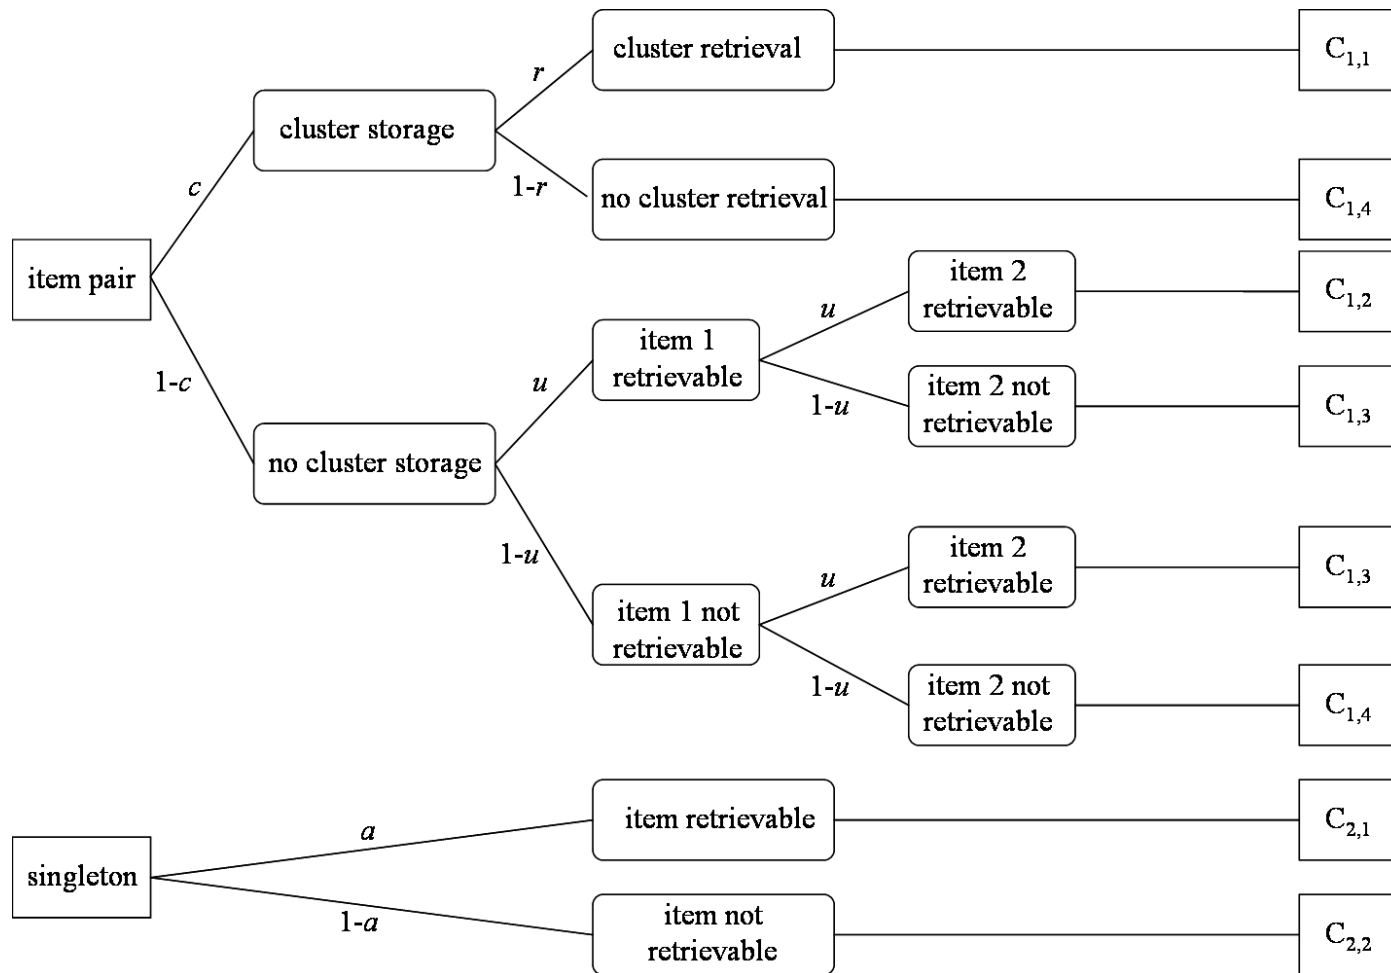 cluster retrieval
C1,1
r
cluster storage
1-r
c
no cluster retrieval
C1,4
item pair
item 2
retrievable
C1,2
u
item 1
retrievable
1-c
u
1-u
item 2 not
retrievable
C1,3
no cluster storage
1-u
item 2
retrievable
C1,3
u
item 1 not
retrievable
1-u
item 2 not
retrievable
C1,4
item retrievable
C2,1
a
singleton
1-a
item not
retrievable
C2,2